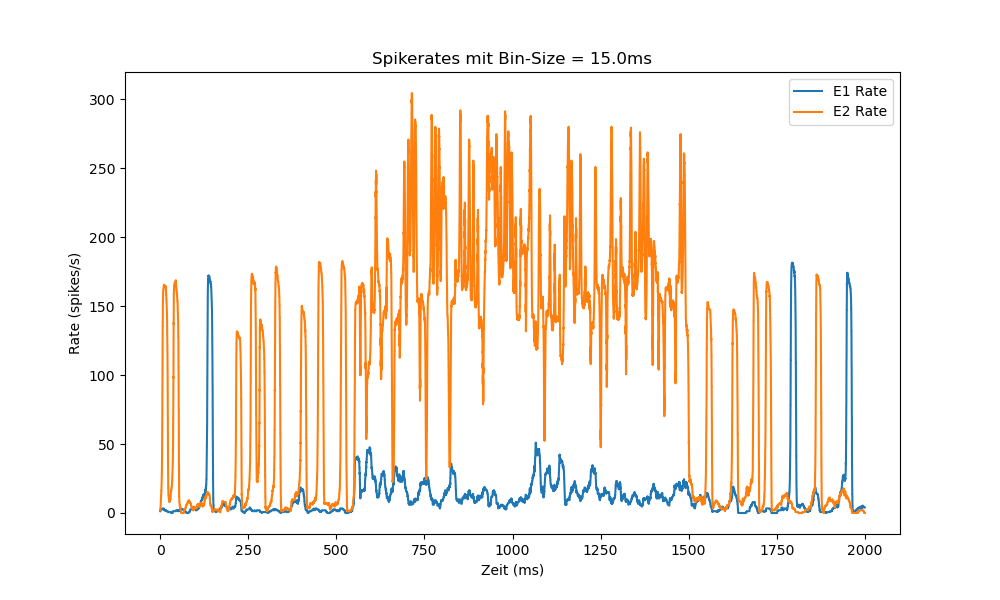 Spikerates mit Bin-Size = 15.0ms
E1 Rate
E2 Rate
300
250
200
150
100
50
0
Rate (spikes/s)
0 250 500 750 1000 1250 1500 1750 2000
Zeit (ms)